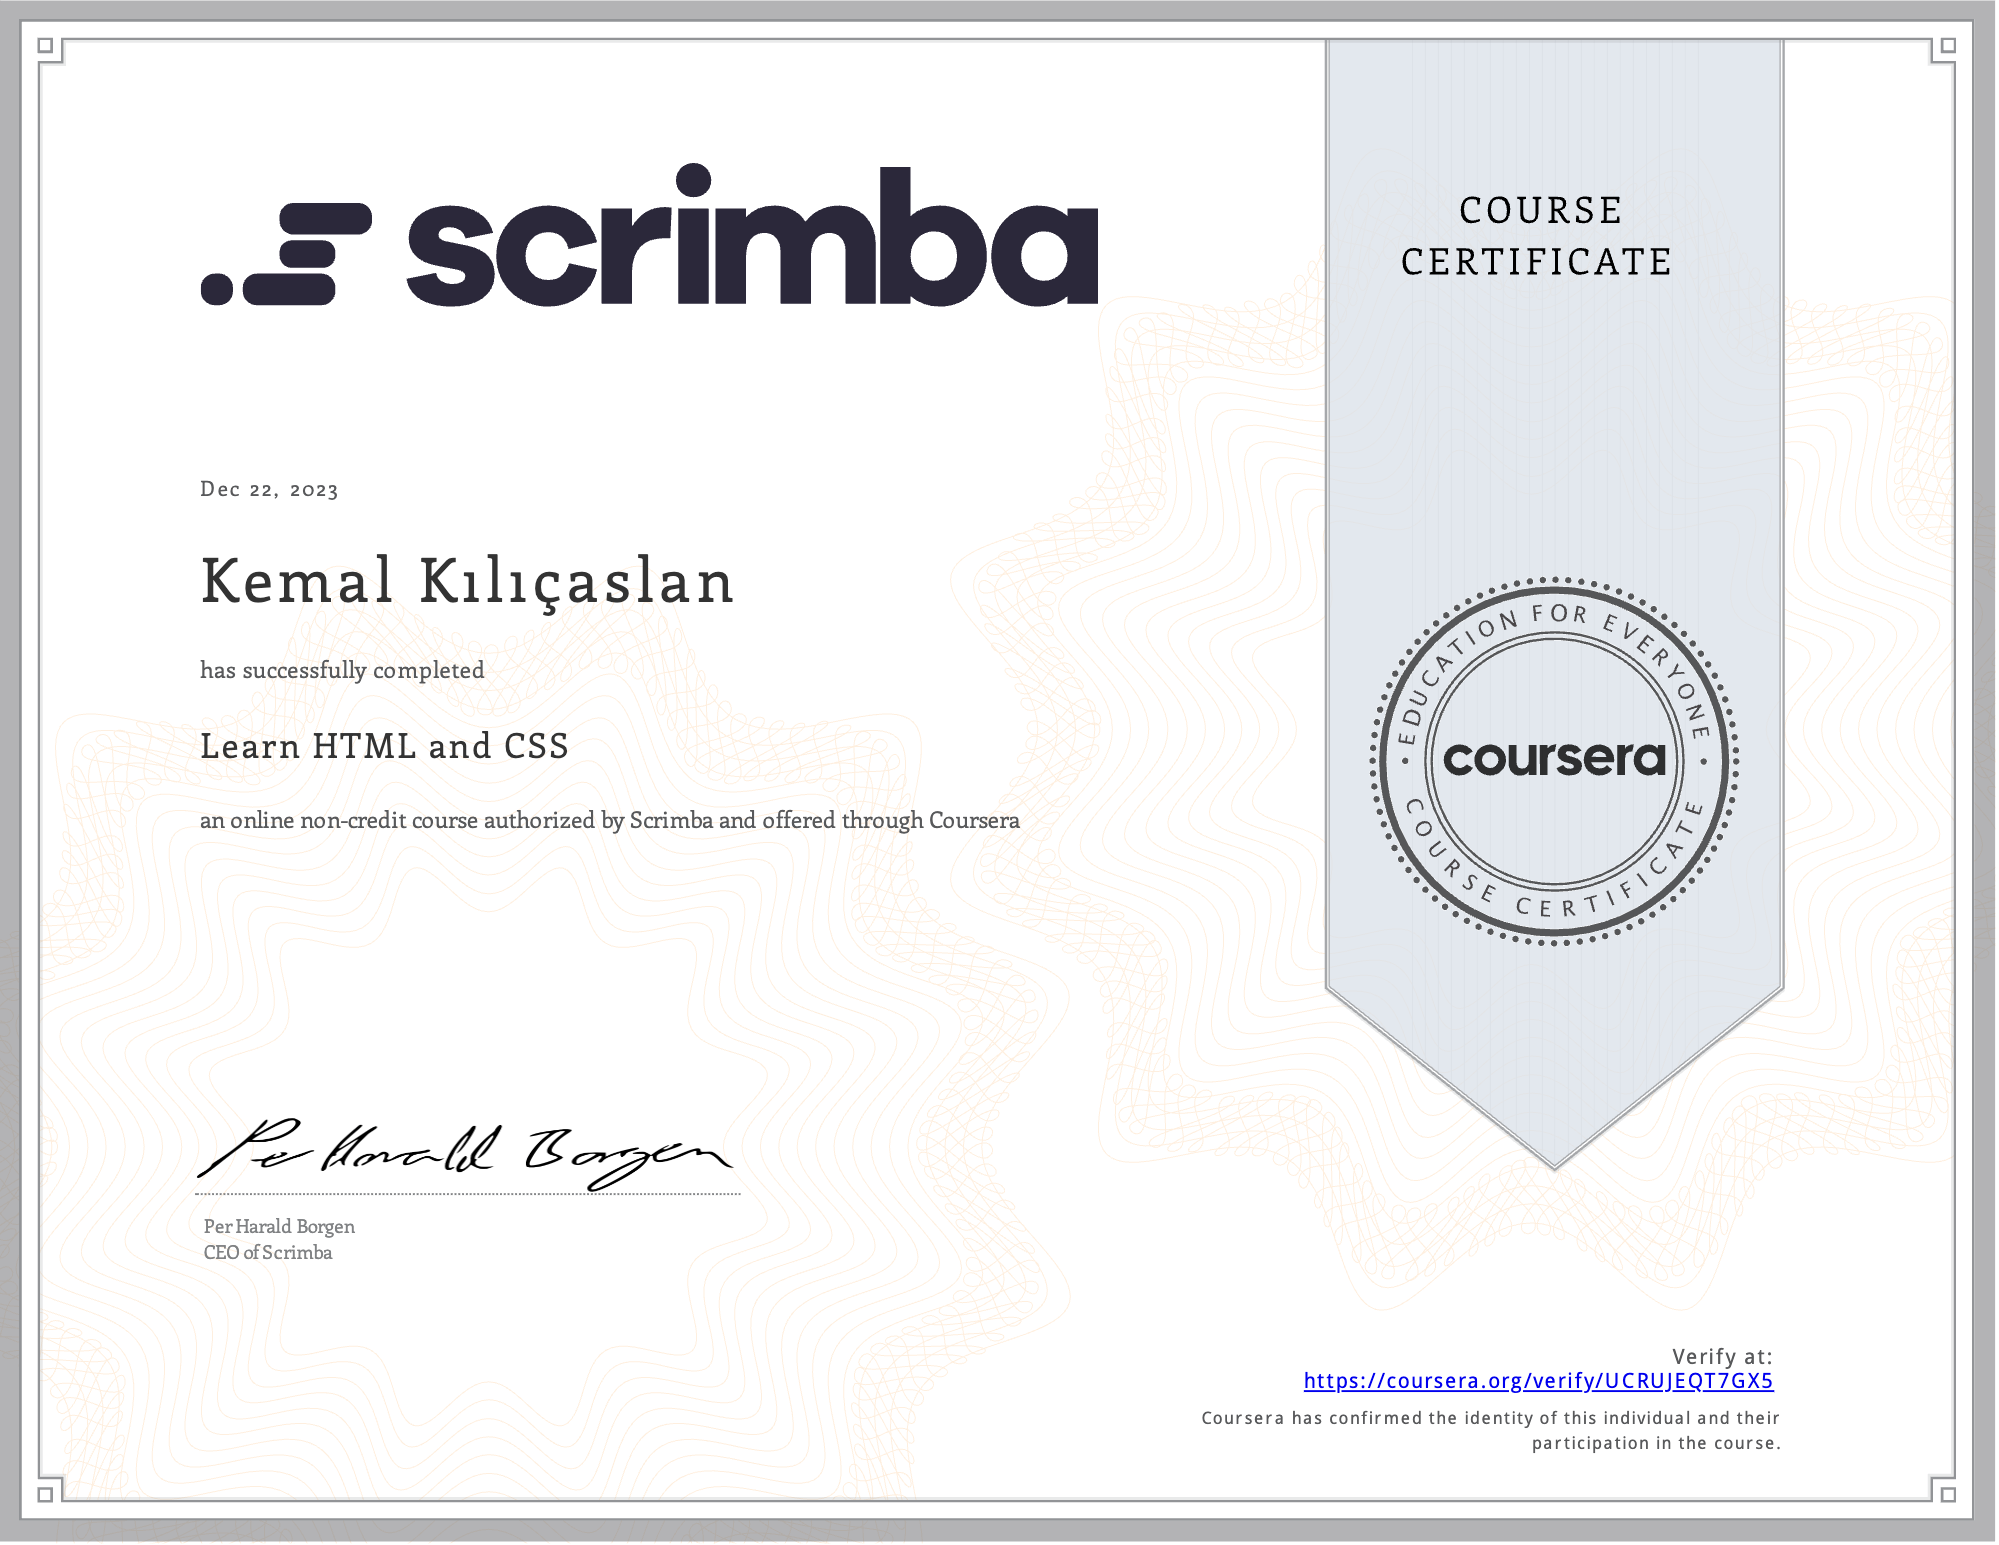 scrimba
COURSE
CERTIFICATE
Dec 22, 2023
Kemal Kılıçaslan
has successfully completed
Learn HTML and CSS
an online non-credit course authorized by Scrimba and offered through Coursera
EDUCATION FOR EVERYONE
coursera
COURSE CERTIFICATE
Per Harald Borgen
Per Harald Borgen
CEO of Scrimba
Verify at:
https://coursera.org/verify/UCRUJEQT7GX5
Coursera has confirmed the identity of this individual and their
participation in the course.